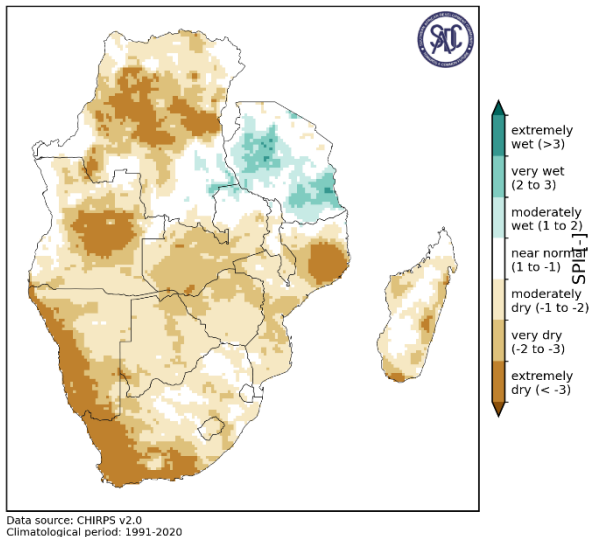 SADC
extremely
wet (>3)
very wet
(2 to 3)
moderately
wet (1 to 2)
near normal
(1 to -1)
moderately
dry (-1 to -2)
very dry
(-2 to -3)
extremely
dry (< -3)
SPI [-]
Data source: CHIRPS v2.0
Climatological period: 1991-2020